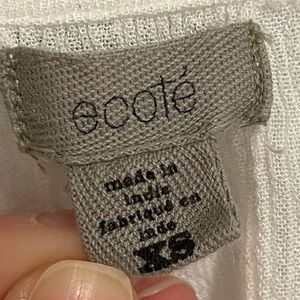 ecoté
made in
india
fabriqué en
inde
XS